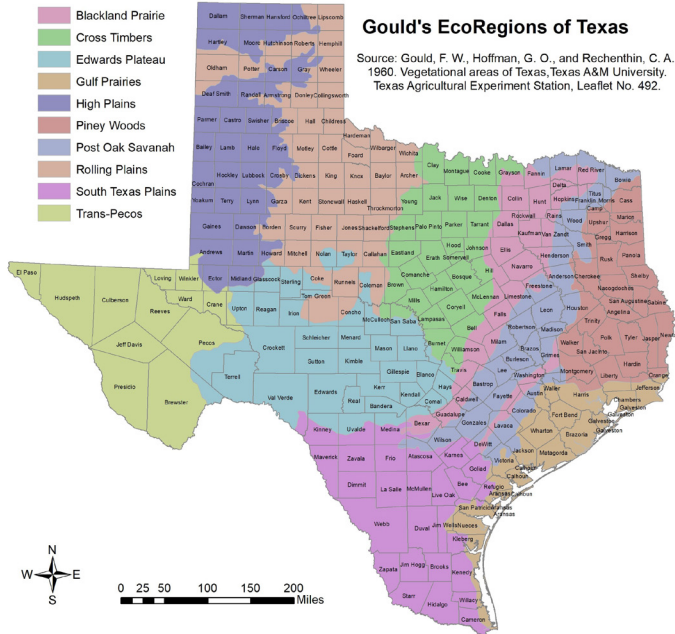 Gould's EcoRegions of Texas
Source: Gould, F. W., Hoffman, G. O., and Rechenthin, C. A.
1960. Vegetational areas of Texas,Texas A&M University.
Texas Agricultural Experiment Station, Leaflet No. 492.
Blackland Prairie
Cross Timbers
Edwards Plateau
Gulf Prairies
High Plains
Piney Woods
Post Oak Savanah
Rolling Plains
South Texas Plains
Trans-Pecos
Dallam Sherman Hansford Ochiltree Lipscomb
Hartley Moore Hutchinson Roberts Hemphill
Oldham Potter Carson Gray Wheeler
Deaf Smith Randall Armstrong Donley Collingsworth
Parmer Castro Swisher Briscoe Hall Childress
Hardeman
Bailey Lamb Hale Floyd Motley Cottle Foard Wilbarger Wichita
Cochran Hockley Lubbock Crosby Dickens King Knox Baylor Archer Clay Montague Cooke Grayson Fannin Lamar Red River Bowie
Yoakum Terry Lynn Garza Kent Stonewall Haskell Throckmorton Young Jack Wise Denton Collin Hunt Delta Hopkins Titus Franklin Morris Cass
Camp Marion
Gaines Dawson Borden Scurry Fisher Jones Shackelford Stephens Palo Pinto Parker Tarrant Dallas Rockwall Rains Wood Upshur Harrison
Kaufman Van Zandt Gregg
Andrews Martin Howard Mitchell Nolan Taylor Callahan Eastland Erath Hood Somervell Johnson Ellis Henderson Smith Rusk Panola
El Paso Hudspeth Culberson Reeves Loving Winkler Ward Crane Ector Midland Glasscock Sterling Coke Runnels Coleman Brown Comanche Hamilton Bosque Hill Navarro Anderson Cherokee Shelby
Nacogdoches
Tom Green Mills McLennan Limestone Freestone San Augustine Sabine
Upton Reagan Irion Concho McCulloch San Saba Lampasas Coryell Bell Falls Leon Houston Angelina
Jeff Davis Pecos Crockett Schleicher Menard Mason Llano Burnet Williamson Milam Robertson Madison Trinity Polk Tyler Jasper Newton
Brazos Walker San Jacinto
Presidio Brewster Terrell Sutton Kimble Gillespie Blanco Travis Burleson Grimes Montgomery Liberty Hardin Orange
Lee Washington
Val Verde Edwards Real Kerr Kendall Hays Bastrop Austin Waller Harris Jefferson
Bandera Comal Caldwell Fayette Chambers
Guadalupe Colorado Fort Bend Galveston
Kinney Uvalde Medina Bexar Gonzales Lavaca Wharton Brazoria Galveston
Galveston
Wilson DeWitt Jackson Matagorda
Maverick Zavala Frio Atascosa Karnes Victoria Calhoun
Goliad Calhoun
Dimmit La Salle McMullen Live Oak Bee Refugio Aransas Calhoun
San Patricio Aransas
Aransas
Webb Duval Jim Wells Nueces
Kleberg
Zapata Jim Hogg Brooks Kenedy
Starr Hidalgo Willacy
Cameron
N
W E
S
0 25 50 100 150 200
Miles